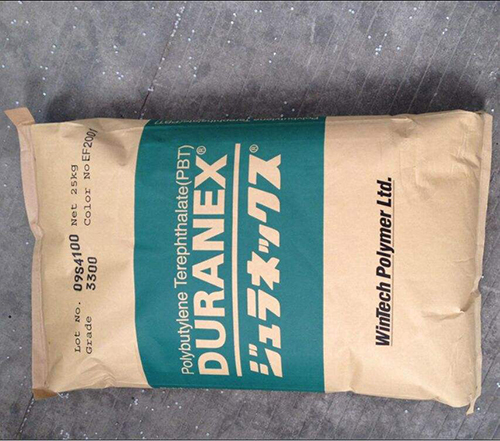 Lot No. 09S4100 Net 25kg
Grade 3300 Color No EF2001
Polybutylene Terephthalate(PBT)
DURANEX®
ジュラネックス®
WinTech Polymer Ltd.